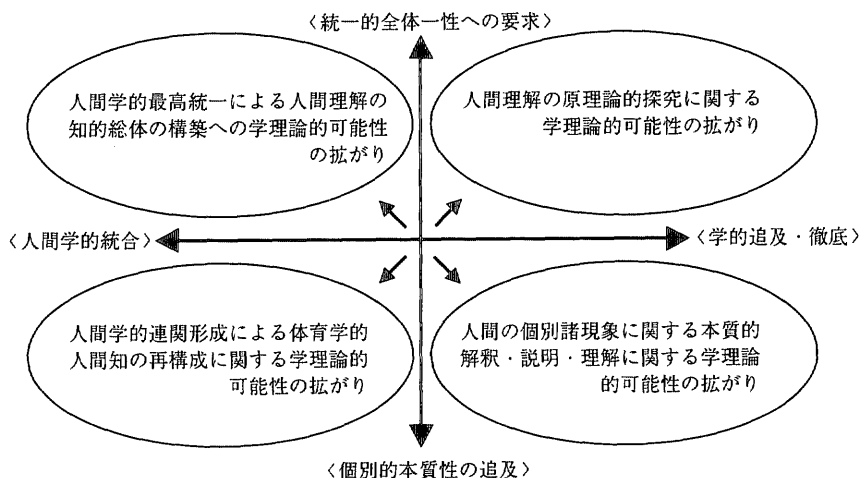 〈統一的全体一性への要求〉
人間学的最高統一による人間理解の
知的総体の構築への学理論的可能性
の拡がり
人間理解の原理論的探究に関する
学理論的可能性の拡がり
〈人間学的統合〉
〈学的追及・徹底〉
人間学的連関形成による体育学的
人間知の再構成に関する学理論的
可能性の拡がり
人間の個別諸現象に関する本質的
解釈・説明・理解に関する学理論
的可能性の拡がり
〈個別的本質性の追及〉